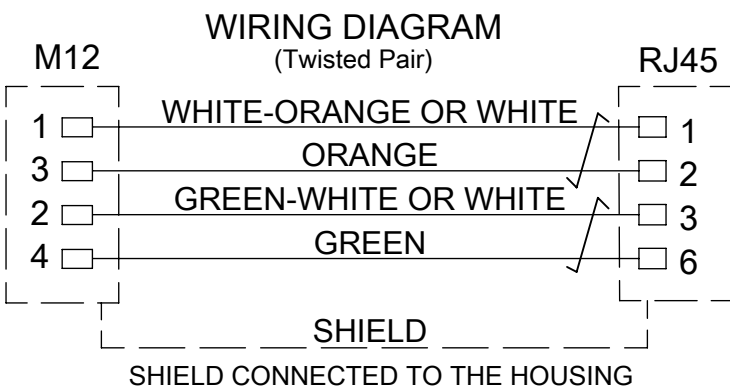 WIRING DIAGRAM
(Twisted Pair)
M12
RJ45
1 WHITE-ORANGE OR WHITE 1
3 ORANGE 2
2 GREEN-WHITE OR WHITE 3
4 GREEN 6
SHIELD
SHIELD CONNECTED TO THE HOUSING